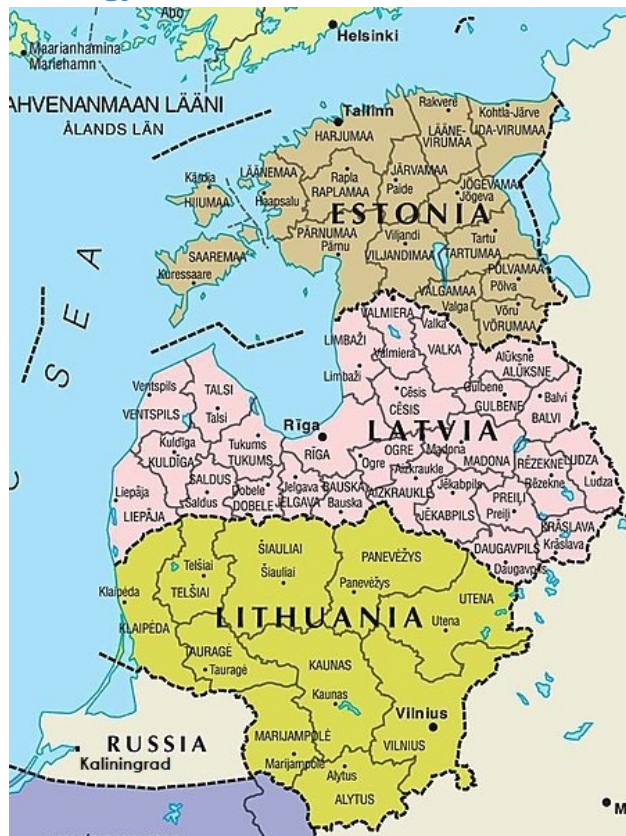 Åbo
Helsinki
Maarianhamina
Mariehamn
AHVENANMAAN LÄÄNI
ÅLANDS LÄN
Tallinn
Rakvere
Kohtla-Järve
HARJUMAA
LÄÄNE-
VIRUMAA
IDA-VIRUMAA
LÄÄNEMAA
Rapla
JÄRVAMAA
Kärdla
RAPLAMAA
Paide
JÕGEVAMAA
Jõgeva
HIIUMAA
Haapsalu
ESTONIA
PÄRNUMAA
Viljandi
Tartu
Pärnu
SAAREMAA
VILJANDIMAA
TARTUMAA
Kuressaare
PÕLVAMAA
Põlva
VALGAMAA
Valga
Võru
VÕRUMAA
SEA
VALMIERA
Valka
LIMBAŽI
Valmiera
VALKA
Alūksne
ALŪKSNE
Limbaži
Ventspils
TALSI
Cēsis
Gulbene
VENTSPILS
Talsi
CĒSIS
GULBENE
Balvi
BALVI
Rīga
LATVIA
Kuldīga
Tukums
OGRE
Madona
KULDĪGA
TUKUMS
RĪGA
Ogre
MADONA
RĒZEKNE
LUDZA
Aizkraukle
SALDUS
Dobele
Jelgava
BAUSKA
Jēkabpils
Rēzekne
Ludza
Liepāja
Saldus
DOBELE
JELGAVA
Bauska
AIZKRAUKLE
PREIĻI
LIEPĀJA
JĒKABPILS
Preiļi
KRĀSLAVA
Krāslava
DAUGAVPILS
Daugavpils
ŠIAULIAI
PANEVĖŽYS
Telšiai
Šiauliai
TELŠIAI
Panevėžys
UTENA
Klaipėda
LITHUANIA
Utena
KLAIPĖDA
TAURAGĖ
KAUNAS
Tauragė
Kaunas
Vilnius
MARIJAMPOLĖ
VILNIUS
RUSSIA
Kaliningrad
Marijampolė
Alytus
ALYTUS
M